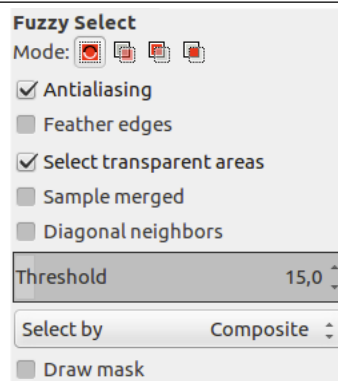 Fuzzy Select
Mode:
Antialiasing
Feather edges
Select transparent areas
Sample merged
Diagonal neighbors
Threshold 15,0
Select by Composite
Draw mask